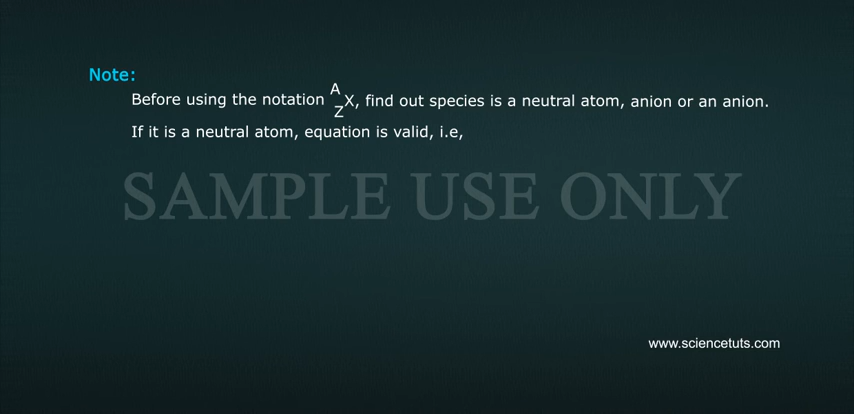 Note:
Before using the notation A Z X, find out species is a neutral atom, anion or an anion.
If it is a neutral atom, equation is valid, i.e,
SAMPLE USE ONLY
www.sciencetuts.com